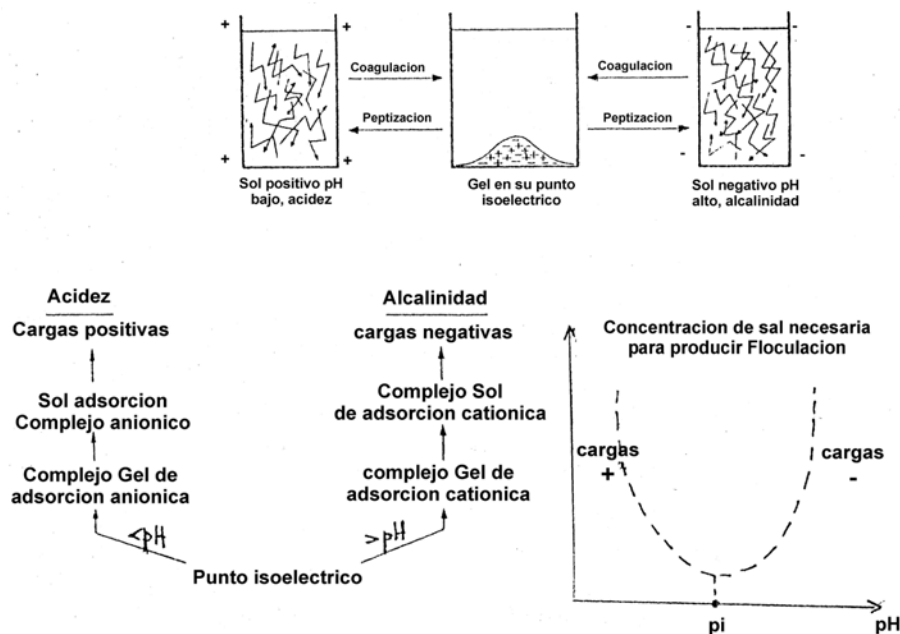 + +
Coagulacion
Peptizacion
+ +
Sol positivo pH
bajo, acidez
Gel en su punto
isoelectrico
- -
Coagulacion
Peptizacion
- -
Sol negativo pH
alto, alcalinidad
Acidez
Cargas positivas
Sol adsorcion
Complejo anionico
Complejo Gel de
adsorcion anionica
<pH
Alcalinidad
cargas negativas
Complejo Sol
de adsorcion cationica
complejo Gel de
adsorcion cationica
>pH
Punto isoelectrico
Concentracion de sal necesaria
para producir Floculacion
cargas
+
cargas
-
pi
pH